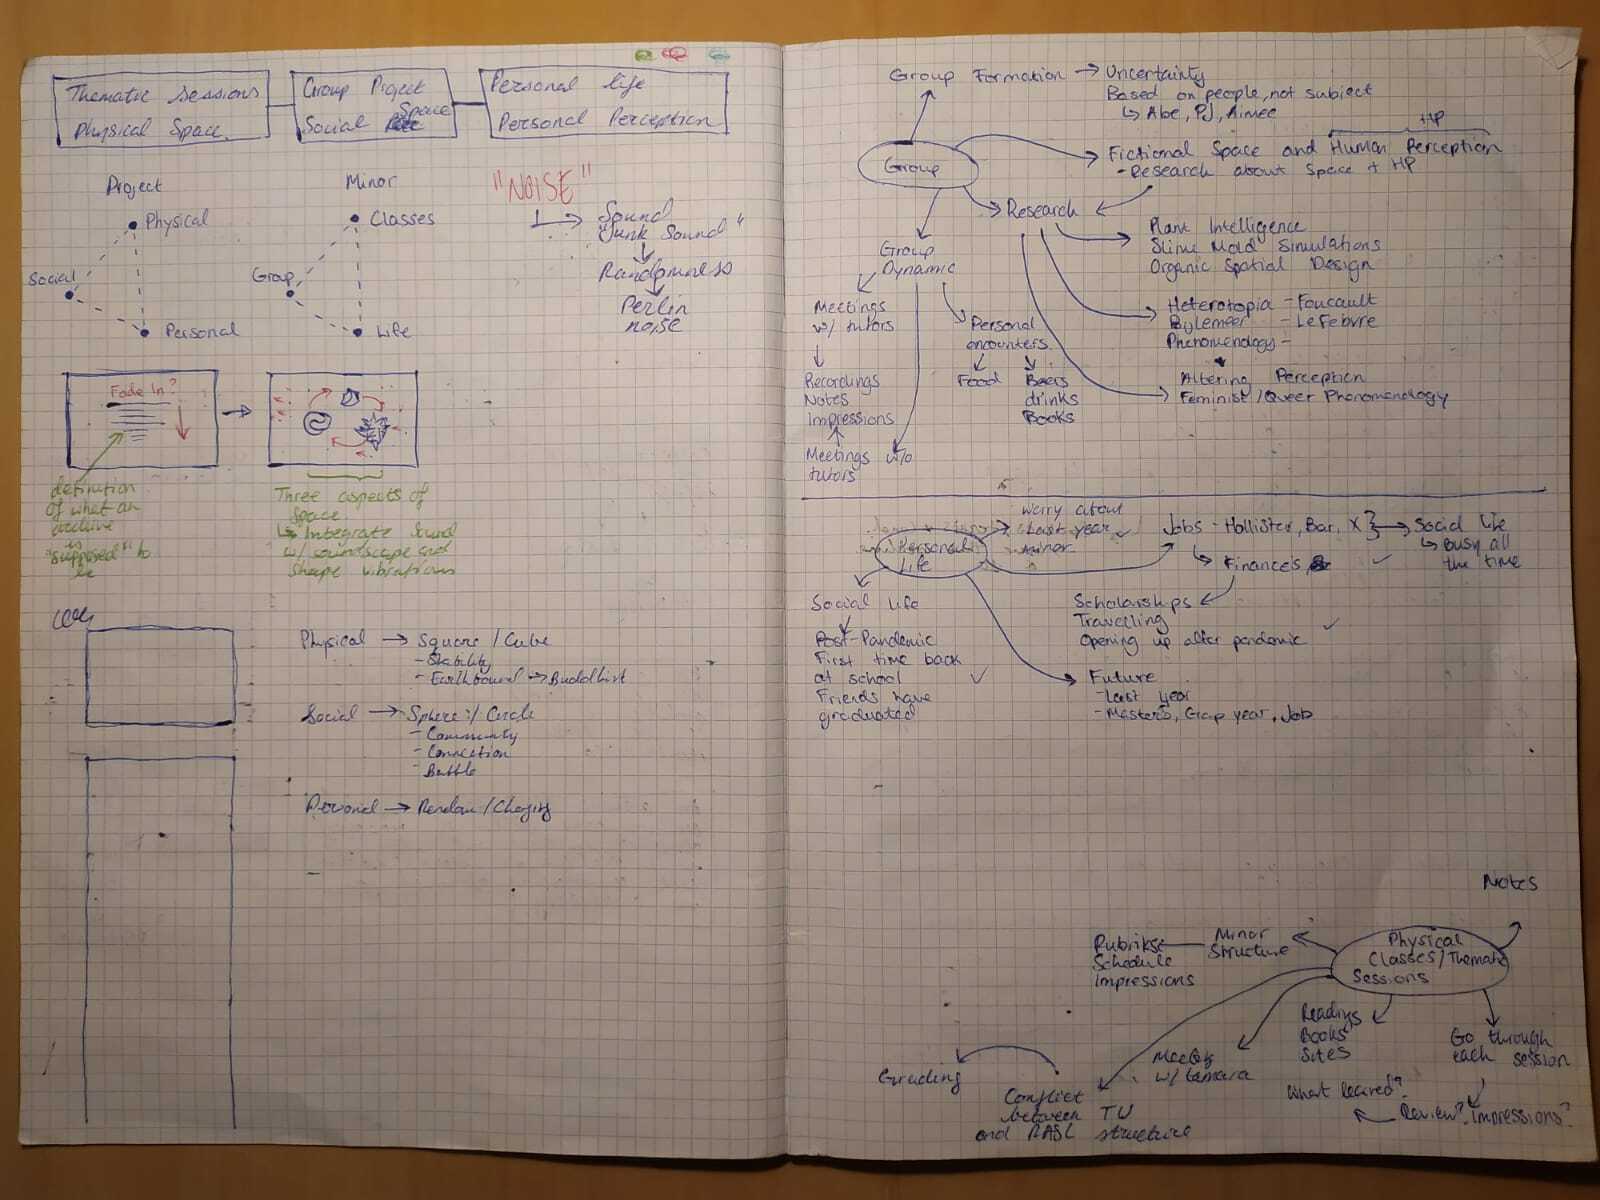 Thematic Sessions
Physical Space
Group Project
Social Space
Personal life
Personal Perception
Project
Physical
Social
Personal
Minor
Classes
Group
Life
"NOISE"
Sound
"Junk Sound"
Randomness
Perlin
noise
Fade In?
definition
of what an
archive
is
"supposed" to
be
Three aspects of
space
↳ Integrate sound
w/ soundscape and
shape vibrations
Physical → Square / Cube
- Stability
- Earthbound → Buddhist
Social → Sphere / Circle
- Community
- Connection
- Bubble
Personal → Random /
Group Formation → Uncertainty
Based on people, not subject
↳ Abe, PJ, Aimee
HP
Group
Fictional Space and Human Perception
- Research about Space + HP
Research
Plant Intelligence
Slime Mold Simulations
Organic Spatial Design
Group
Dynamic
Heterotopia - Foucault
Bylemeer - LeFebvre
Phenomenology -
Meetings
w/ tutors
Personal
encounters
Altering Perception
Feminist / Queer Phenomenology
Recordings
Notes
Impressions
Food
Beers
drinks
Books
Meetings w/o
tutors
Personal
Life
Worry about
Last year
minor
Jobs - Hollister, Bar, X } → Social life
↳ Busy all
the time
↳ Finances
Social life
Post-Pandemic
First time back
at school
Friends have
graduated
Scholarships
Travelling
Opening up after pandemic
Future
- Last year
- Master's, Gap year, Job
Notes
Physical
Classes / Thematic
Sessions
Minor
Structure
Rubriks
Schedule
Impressions
Reading
Books
Sites
Go through
each session
Meeting
w/ tamara
Grading
Conflict
between TU
and RASL structure
What learned?
Review? Impressions?